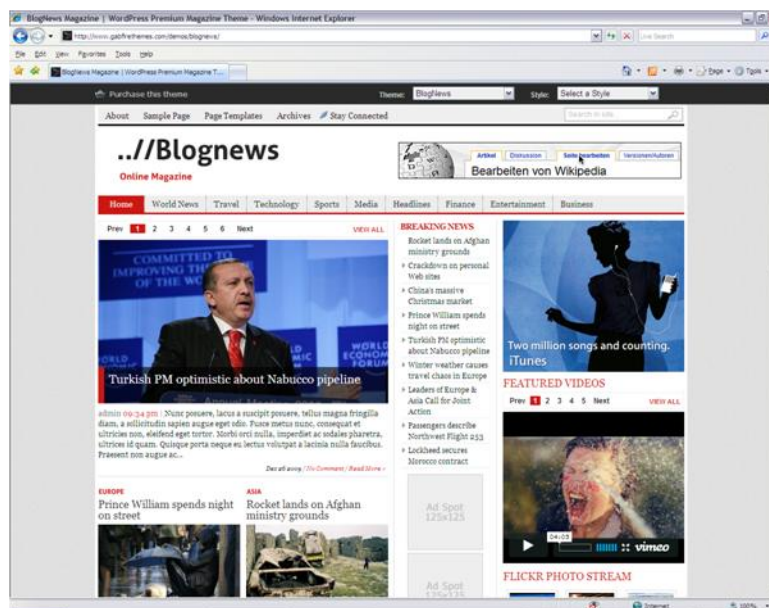 BlogNews Magazine | WordPress Premium Magazine Theme - Windows Internet Explorer
http://www.gabfirethemes.com/demos/blognews/
Live Search
File Edit View Favorites Tools Help
BlogNews Magazine | WordPress Premium Magazine T...
Page Tools
Purchase this theme
Theme: BlogNews Style: Select a Style
About Sample Page Page Templates Archives Stay Connected
Search in site...
..//Blognews
Online Magazine
Artikel Diskussion Seite bearbeiten Versionen/Autoren
Bearbeiten von Wikipedia
Home World News Travel Technology Sports Media Headlines Finance Entertainment Business
Prev 1 2 3 4 5 6 Next VIEW ALL
COMMITTED TO
IMPROVING THE
OF THE WO
WORLD
ECONOMIC
FORUM
Turkish PM optimistic about Nabucco pipeline
admin 09:34 pm | Nunc posuere, lacus a suscipit posuere, tellus magna fringilla
diam, a sollicitudin sapien augue eget odio. Fusce metus nunc, consequat et
ultricies non, eleifend eget tortor. Morbi orci nulla, imperdiet ac sodales pharetra,
ultrices id quam. Quisque porta neque eu lectus volutpat a lacinia nulla faucibus.
Praesent non augue ac...
Dec 26 2009 / No Comment / Read More »
EUROPE
Prince William spends night
on street
ASIA
Rocket lands on Afghan
ministry grounds
BREAKING NEWS
Rocket lands on Afghan
ministry grounds
Crackdown on personal
Web sites
China's massive
Christmas market
Prince William spends
night on street
Turkish PM optimistic
about Nabucco pipeline
Winter weather causes
travel chaos in Europe
Leaders of Europe &
Asia Call for Joint
Action
Passengers describe
Northwest Flight 253
Lockheed secures
Morocco contract
Ad Spot
125x125
Ad Spot
125x125
Two million songs and counting.
iTunes
FEATURED VIDEOS
Prev 1 2 3 4 5 Next VIEW ALL
04:03
vimeo
FLICKR PHOTO STREAM
Internet
100%